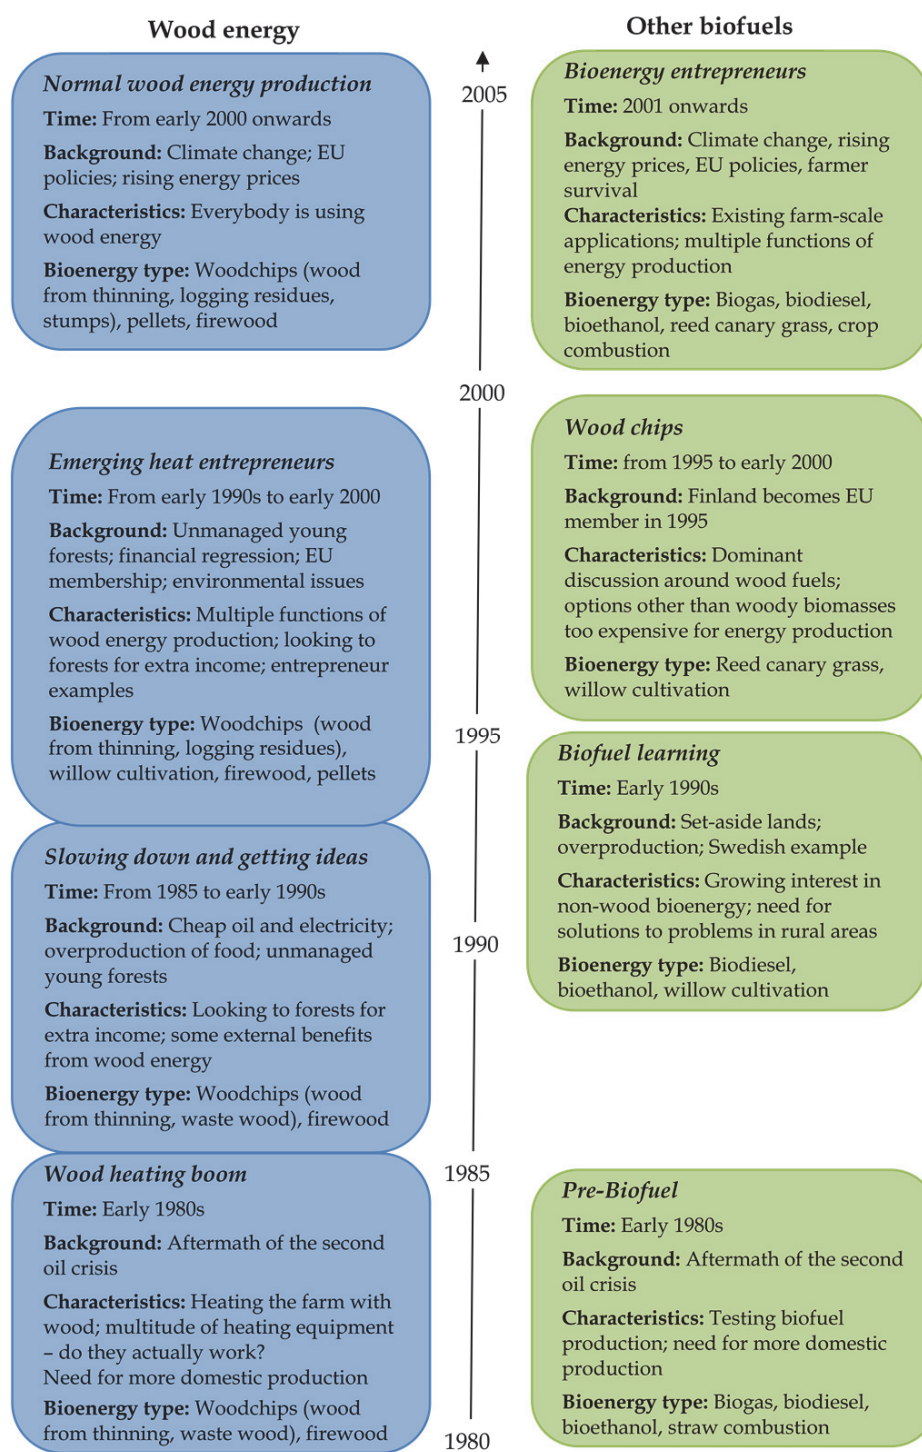 Wood energy
Normal wood energy production
Time: From early 2000 onwards
Background: Climate change; EU
policies; rising energy prices
Characteristics: Everybody is using
wood energy
Bioenergy type: Woodchips (wood
from thinning, logging residues,
stumps), pellets, firewood
Emerging heat entrepreneurs
Time: From early 1990s to early 2000
Background: Unmanaged young
forests; financial regression; EU
membership; environmental issues
Characteristics: Multiple functions of
wood energy production; looking to
forests for extra income; entrepreneur
examples
Bioenergy type: Woodchips (wood
from thinning, logging residues),
willow cultivation, firewood, pellets
Slowing down and getting ideas
Time: From 1985 to early 1990s
Background: Cheap oil and electricity;
overproduction of food; unmanaged
young forests
Characteristics: Looking to forests for
extra income; some external benefits
from wood energy
Bioenergy type: Woodchips (wood
from thinning, waste wood), firewood
Wood heating boom
Time: Early 1980s
Background: Aftermath of the second
oil crisis
Characteristics: Heating the farm with
wood; multitude of heating equipment
– do they actually work?
Need for more domestic production
Bioenergy type: Woodchips (wood
from thinning, waste wood), firewood
2005
2000
1995
1990
1985
1980
Other biofuels
Bioenergy entrepreneurs
Time: 2001 onwards
Background: Climate change, rising
energy prices, EU policies, farmer
survival
Characteristics: Existing farm-scale
applications; multiple functions of
energy production
Bioenergy type: Biogas, biodiesel,
bioethanol, reed canary grass, crop
combustion
Wood chips
Time: from 1995 to early 2000
Background: Finland becomes EU
member in 1995
Characteristics: Dominant
discussion around wood fuels;
options other than woody biomasses
too expensive for energy production
Bioenergy type: Reed canary grass,
willow cultivation
Biofuel learning
Time: Early 1990s
Background: Set-aside lands;
overproduction; Swedish example
Characteristics: Growing interest in
non-wood bioenergy; need for
solutions to problems in rural areas
Bioenergy type: Biodiesel,
bioethanol, willow cultivation
Pre-Biofuel
Time: Early 1980s
Background: Aftermath of the second
oil crisis
Characteristics: Testing biofuel
production; need for more domestic
production
Bioenergy type: Biogas, biodiesel,
bioethanol, straw combustion